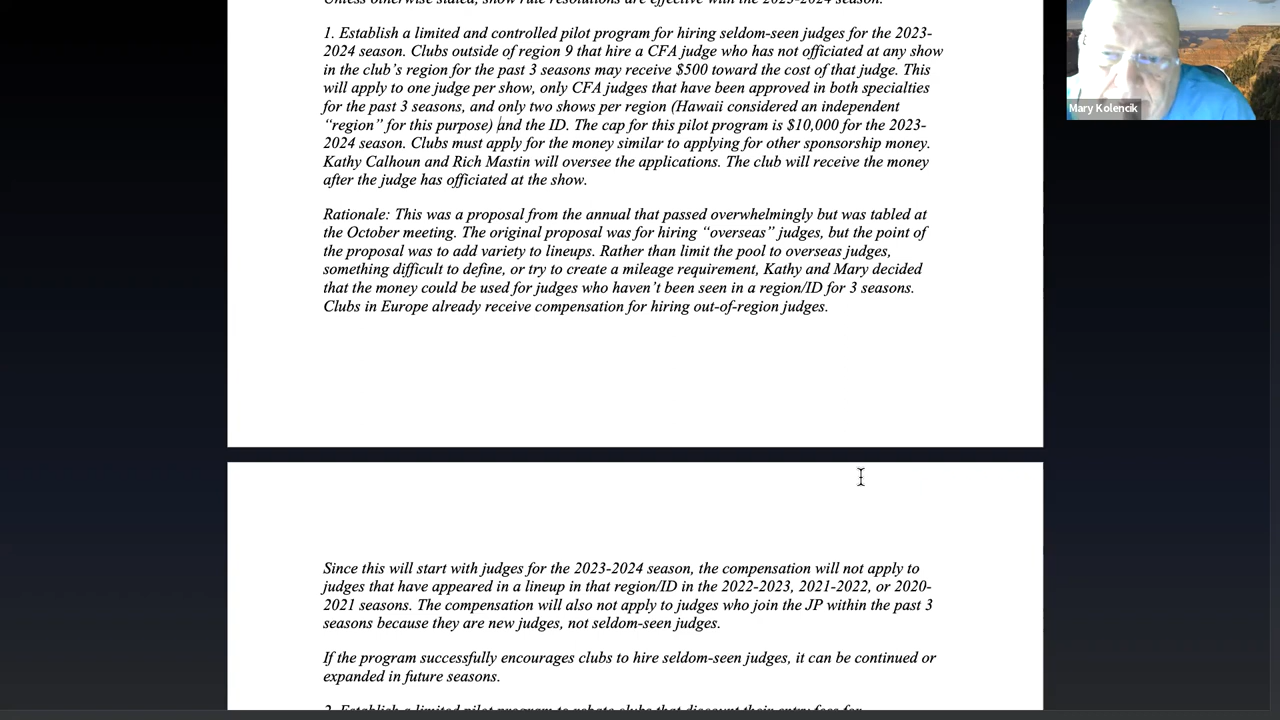 Unless otherwise stated, show rule resolutions are effective with the 2023-2024 season.
1. Establish a limited and controlled pilot program for hiring seldom-seen judges for the 2023-
2024 season. Clubs outside of region 9 that hire a CFA judge who has not officiated at any show
in the club’s region for the past 3 seasons may receive $500 toward the cost of that judge. This
will apply to one judge per show, only CFA judges that have been approved in both specialties
for the past 3 seasons, and only two shows per region (Hawaii considered an independent
“region” for this purpose) and the ID. The cap for this pilot program is $10,000 for the 2023-
2024 season. Clubs must apply for the money similar to applying for other sponsorship money.
Kathy Calhoun and Rich Mastin will oversee the applications. The club will receive the money
after the judge has officiated at the show.
Rationale: This was a proposal from the annual that passed overwhelmingly but was tabled at
the October meeting. The original proposal was for hiring “overseas” judges, but the point of
the proposal was to add variety to lineups. Rather than limit the pool to overseas judges,
something difficult to define, or try to create a mileage requirement, Kathy and Mary decided
that the money could be used for judges who haven’t been seen in a region/ID for 3 seasons.
Clubs in Europe already receive compensation for hiring out-of-region judges.
Since this will start with judges for the 2023-2024 season, the compensation will not apply to
judges that have appeared in a lineup in that region/ID in the 2022-2023, 2021-2022, or 2020-
2021 seasons. The compensation will also not apply to judges who join the JP within the past 3
seasons because they are new judges, not seldom-seen judges.
If the program successfully encourages clubs to hire seldom-seen judges, it can be continued or
expanded in future seasons.
2. Establish a limited pilot program to rebate clubs that discount their entry fees for
Mary Kolencik